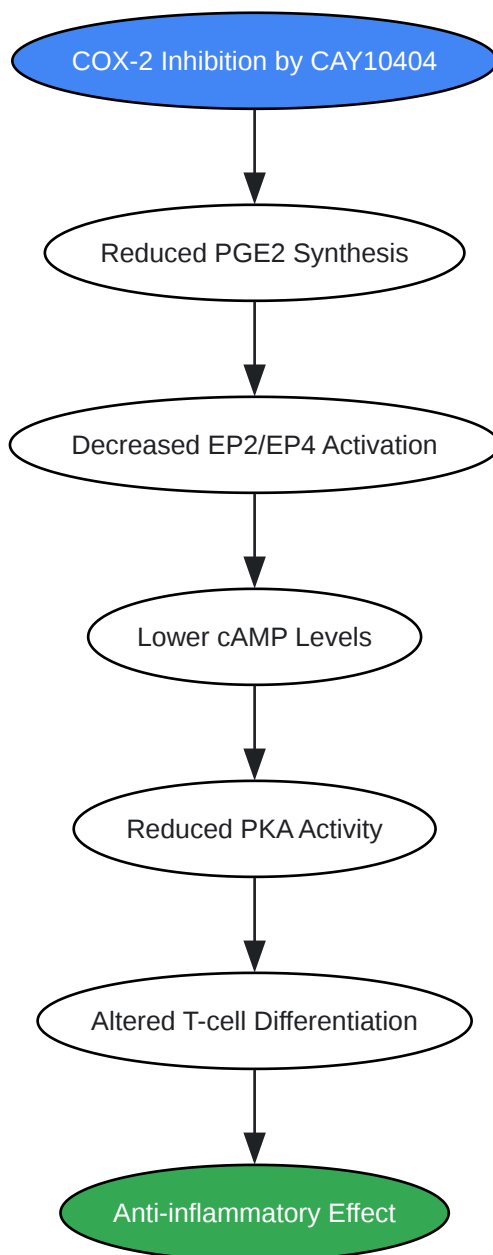 COX-2 Inhibition by CAY10404
Reduced PGE2 Synthesis
Decreased EP2/EP4 Activation
Lower cAMP Levels
Reduced PKA Activity
Altered T-cell Differentiation
Anti-inflammatory Effect